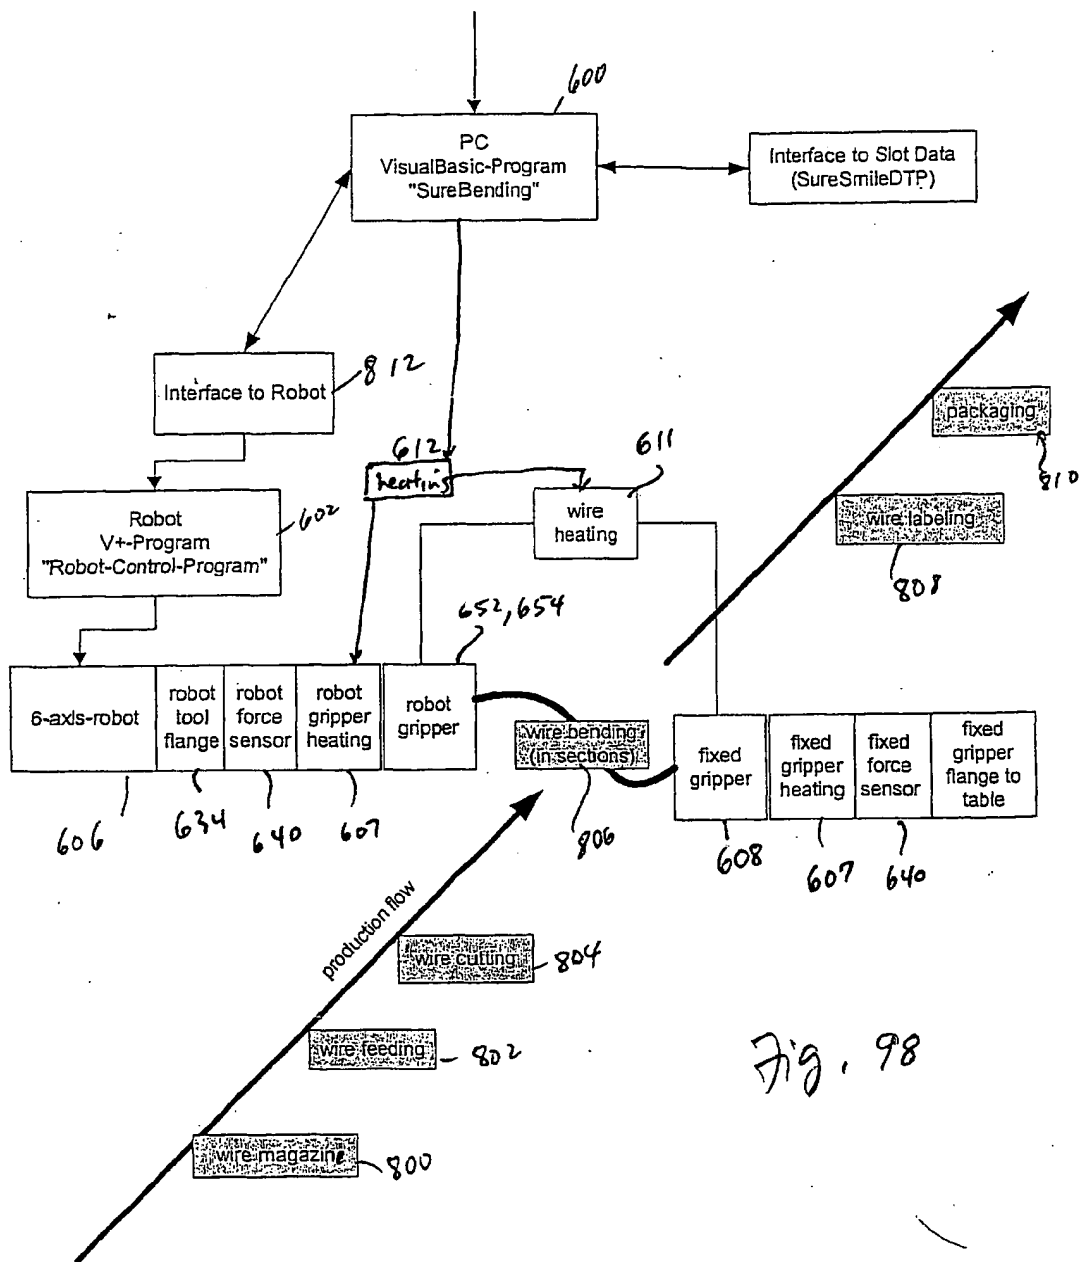 600
PC
VisualBasic-Program
"SureBending"
Interface to Slot Data
(SureSmileDTP)
Interface to Robot
812
packaging
810
612
heating
611
wire
heating
wire labeling
808
Robot
V+-Program
"Robot-Control-Program"
602
652, 654
6-axis-robot
robot
tool
flange
robot
force
sensor
robot
gripper
heating
robot
gripper
wire bending
(in sections)
fixed
gripper
fixed
gripper
heating
fixed
force
sensor
fixed
gripper
flange to
table
606
634
640
607
806
608
607
640
production flow
wire cutting
804
wire feeding
802
Fig. 98
wire magazine
800